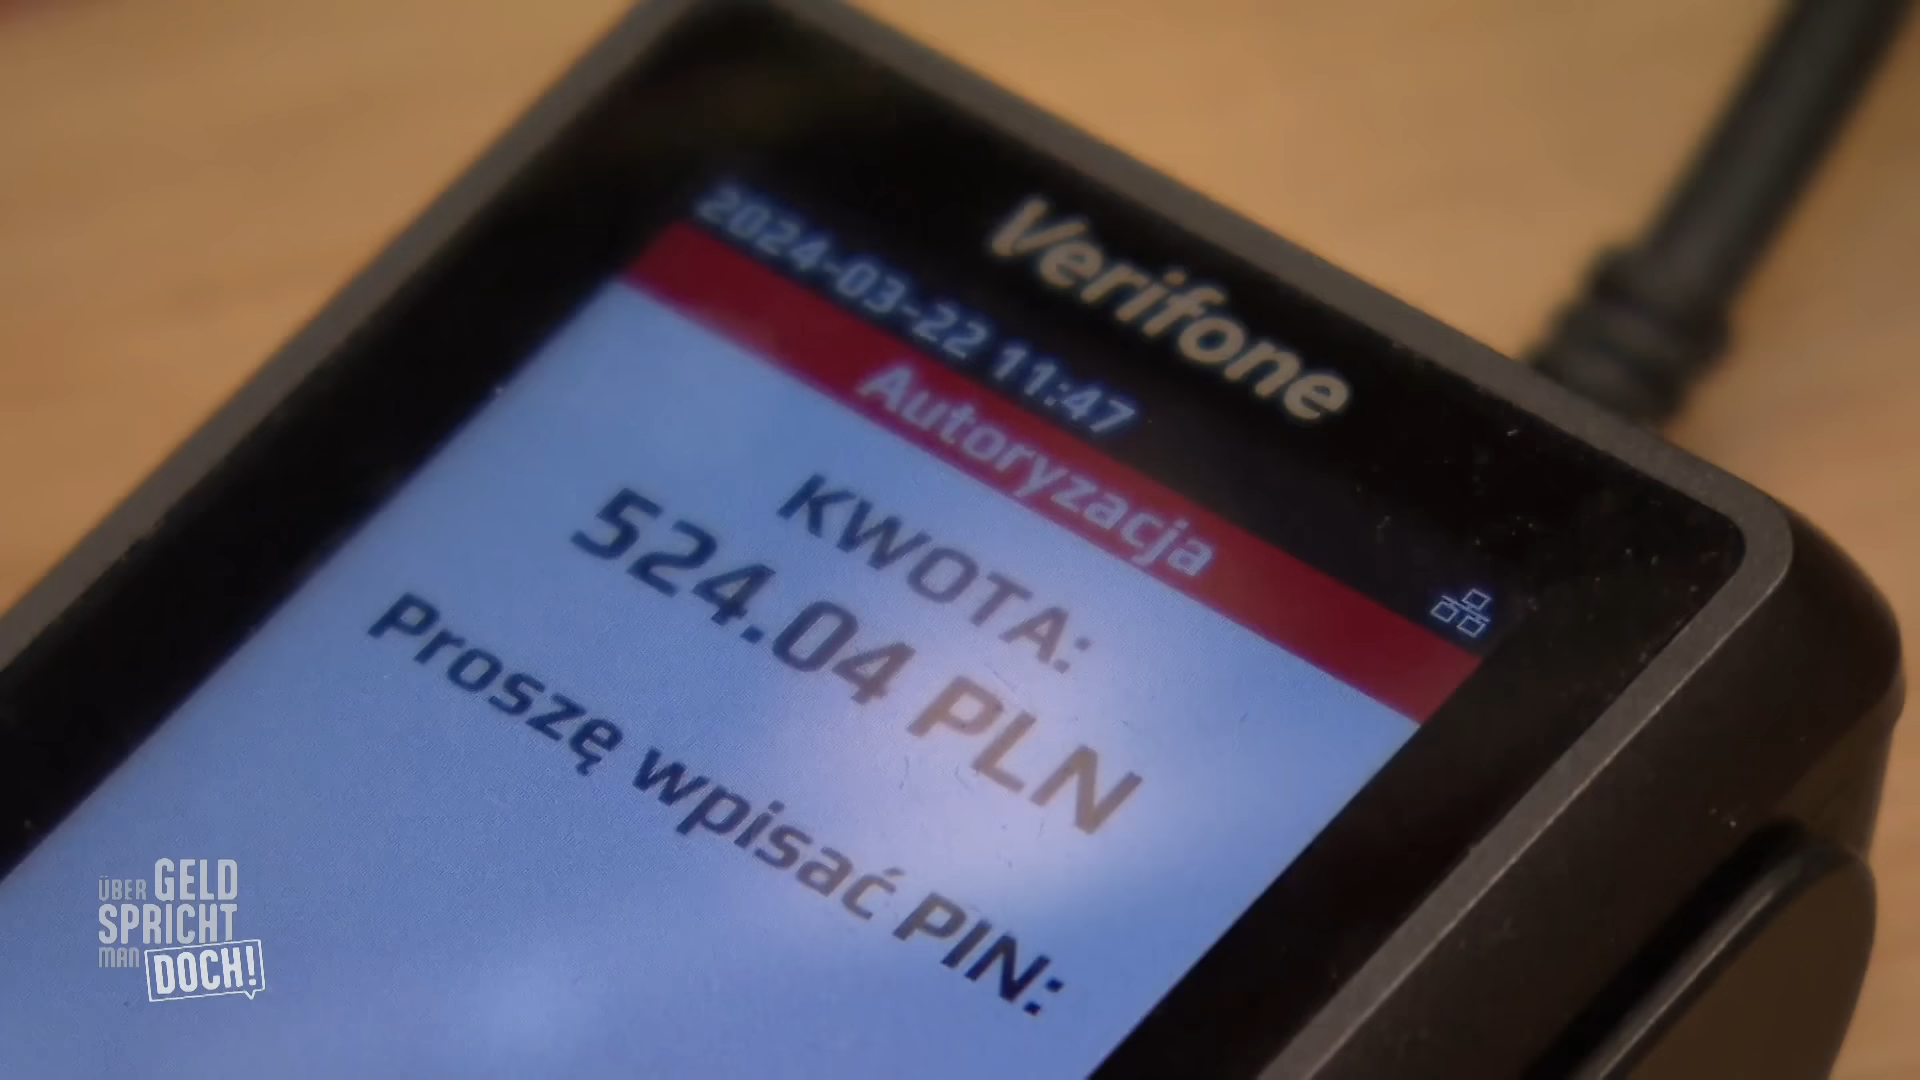 Verifone
2024-03-22 11:47
Autoryzacja
KWOTA:
524.04 PLN
Proszę wpisać PIN:
ÜBER GELD
SPRICHT
MAN DOCH!